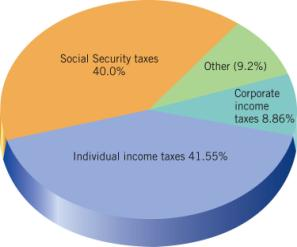 Social Security taxes
40.0%
Other (9.2%)
Corporate
income
taxes 8.86%
Individual income taxes 41.55%